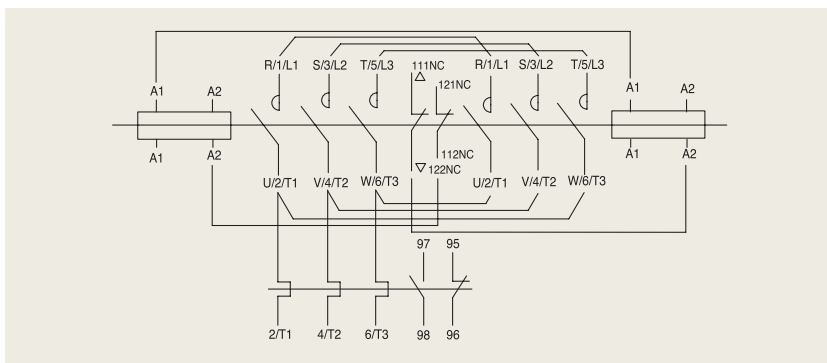 R/1/L1 S/3/L2 T/5/L3 111NC R/1/L1 S/3/L2 T/5/L3
121NC
A1 A2 A1 A2
A1 A2 A1 A2
112NC
122NC
U/2/T1 V/4/T2 W/6/T3 U/2/T1 V/4/T2 W/6/T3
97 95
2/T1 4/T2 6/T3 98 96